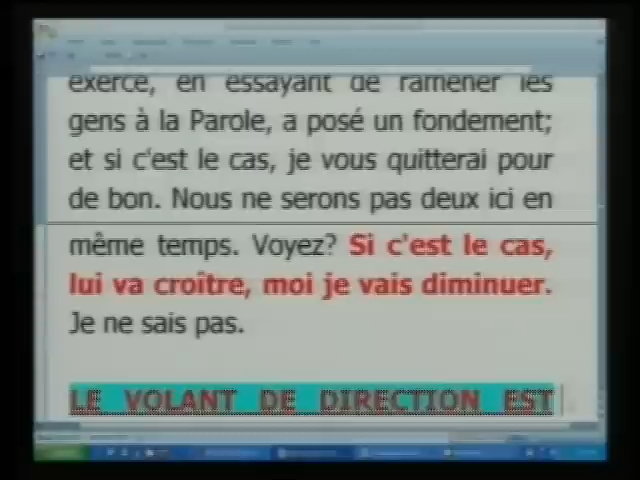 exerce, en essayant de ramener les
gens à la Parole, a posé un fondement;
et si c'est le cas, je vous quitterai pour
de bon. Nous ne serons pas deux ici en
même temps. Voyez? Si c'est le cas,
lui va croître, moi je vais diminuer.
Je ne sais pas.
LE VOLANT DE DIRECTION EST